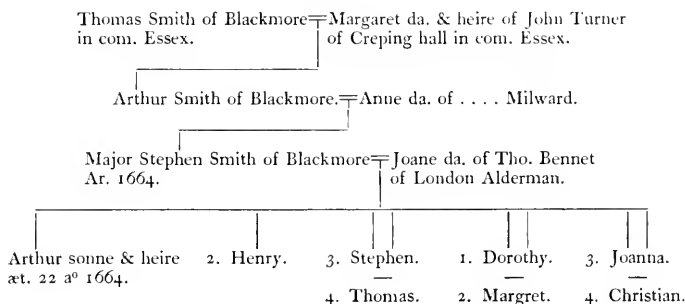 Thomas Smith of Blackmore Margaret da. & heire of John Turner
in com. Essex. of Creping hall in com. Essex.
Arthur Smith of Blackmore. Anne da. of . . . . Milward.
Major Stephen Smith of Blackmore Joane da. of Tho. Bennet
Ar. 1664. of London Alderman.
Arthur sonne & heire 2. Henry. 3. Stephen. 1. Dorothy. 3. Joanna.
æt. 22 aº 1664.
4. Thomas. 2. Margret. 4. Christian.